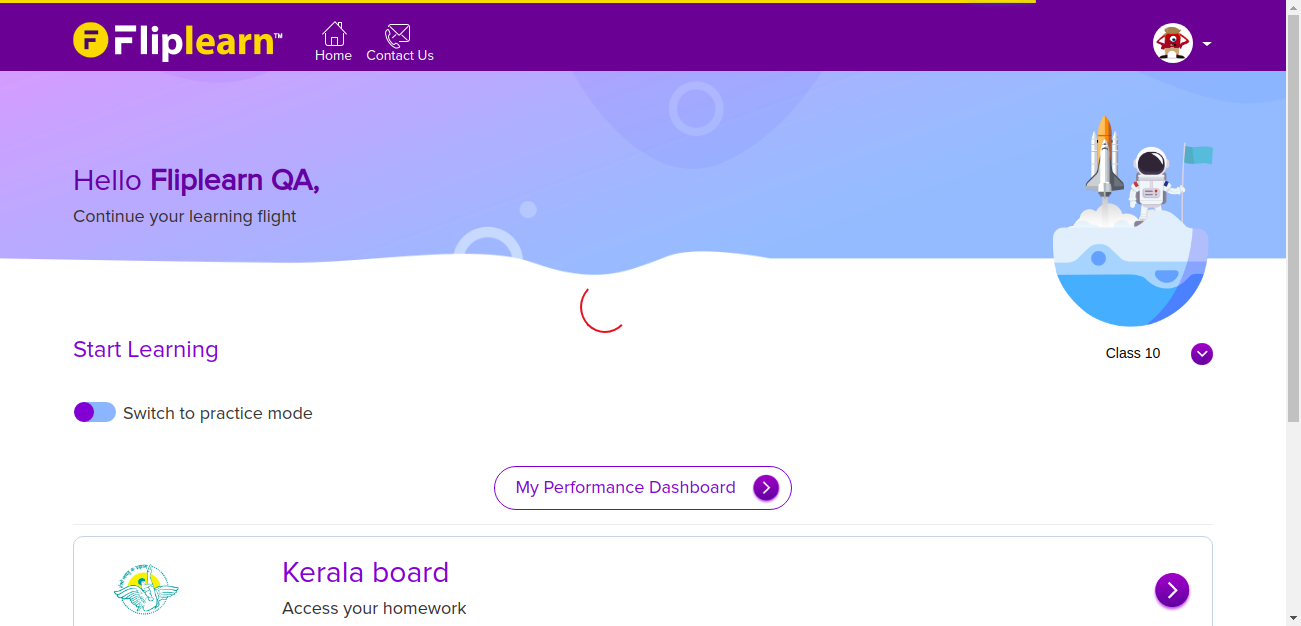 Fliplearn™
Home
Contact Us
Hello Fliplearn QA,
Continue your learning flight
Start Learning
Class 10
Switch to practice mode
My Performance Dashboard
Kerala board
Access your homework